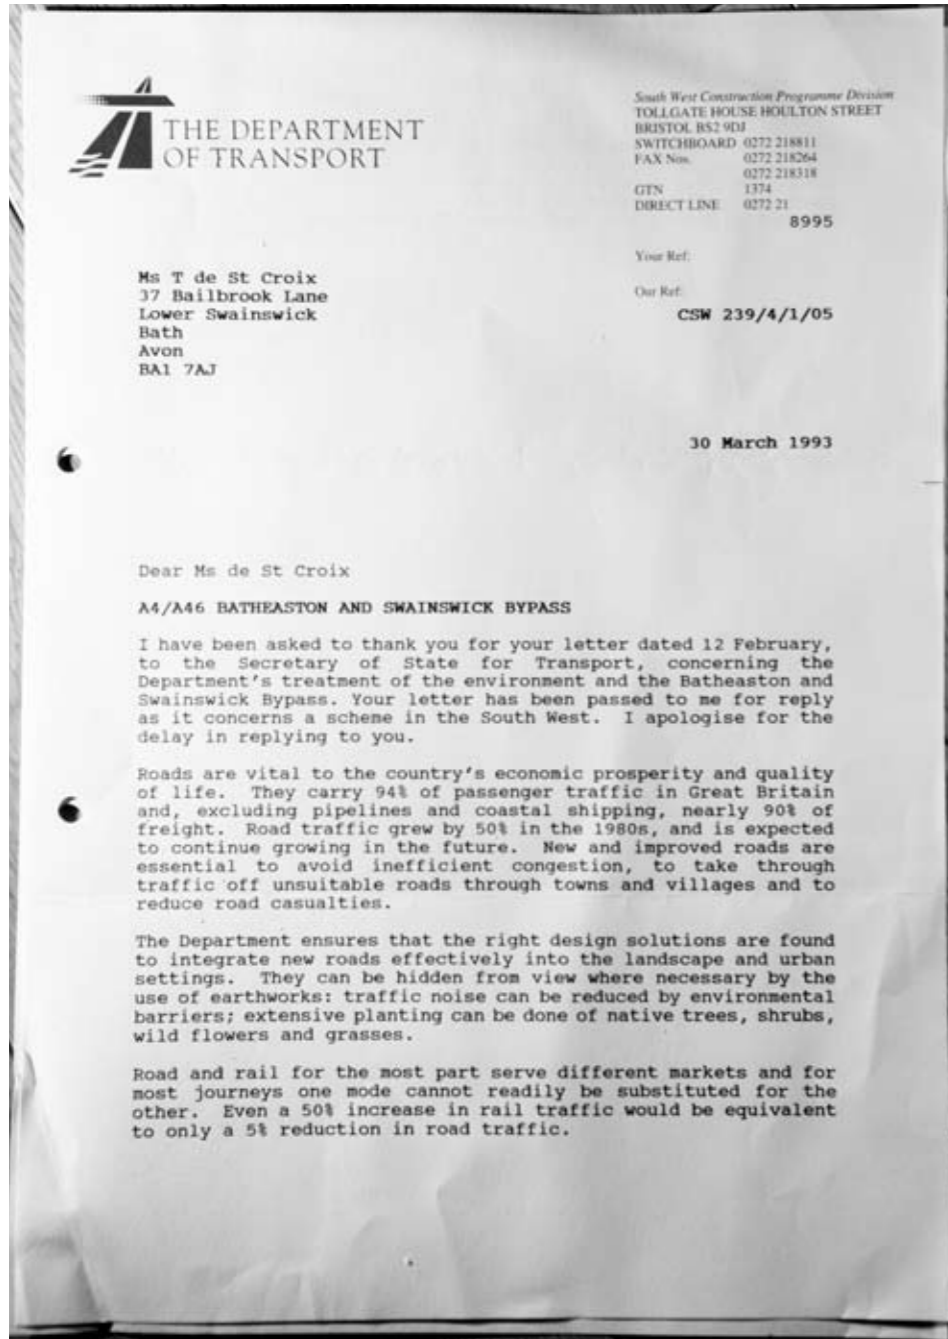 THE DEPARTMENT
OF TRANSPORT
South West Construction Programme Division
TOLLGATE HOUSE HOULTON STREET
BRISTOL BS2 9DJ
SWITCHBOARD 0272 218811
FAX Nos. 0272 218264
0272 218318
GTN 1374
DIRECT LINE 0272 21
8995
Your Ref:
Our Ref:
CSW 239/4/1/05
Ms T de St Croix
37 Bailbrook Lane
Lower Swainswick
Bath
Avon
BA1 7AJ
30 March 1993
Dear Ms de St Croix
A4/A46 BATHEASTON AND SWAINSWICK BYPASS
I have been asked to thank you for your letter dated 12 February,
to the Secretary of State for Transport, concerning the
Department's treatment of the environment and the Batheaston and
Swainswick Bypass. Your letter has been passed to me for reply
as it concerns a scheme in the South West. I apologise for the
delay in replying to you.
Roads are vital to the country's economic prosperity and quality
of life. They carry 94% of passenger traffic in Great Britain
and, excluding pipelines and coastal shipping, nearly 90% of
freight. Road traffic grew by 50% in the 1980s, and is expected
to continue growing in the future. New and improved roads are
essential to avoid inefficient congestion, to take through
traffic off unsuitable roads through towns and villages and to
reduce road casualties.
The Department ensures that the right design solutions are found
to integrate new roads effectively into the landscape and urban
settings. They can be hidden from view where necessary by the
use of earthworks: traffic noise can be reduced by environmental
barriers; extensive planting can be done of native trees, shrubs,
wild flowers and grasses.
Road and rail for the most part serve different markets and for
most journeys one mode cannot readily be substituted for the
other. Even a 50% increase in rail traffic would be equivalent
to only a 5% reduction in road traffic.